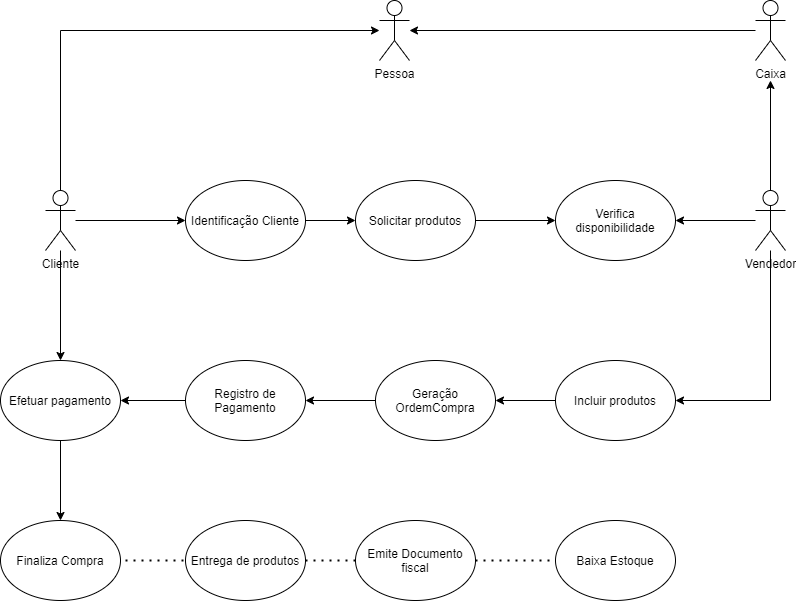 Pessoa
Caixa
Identificação Cliente
Solicitar produtos
Verifica
disponibilidade
Cliente
Vendedor
Efetuar pagamento
Registro de
Pagamento
Geração
OrdemCompra
Incluir produtos
Finaliza Compra
Entrega de produtos
Emite Documento
fiscal
Baixa Estoque